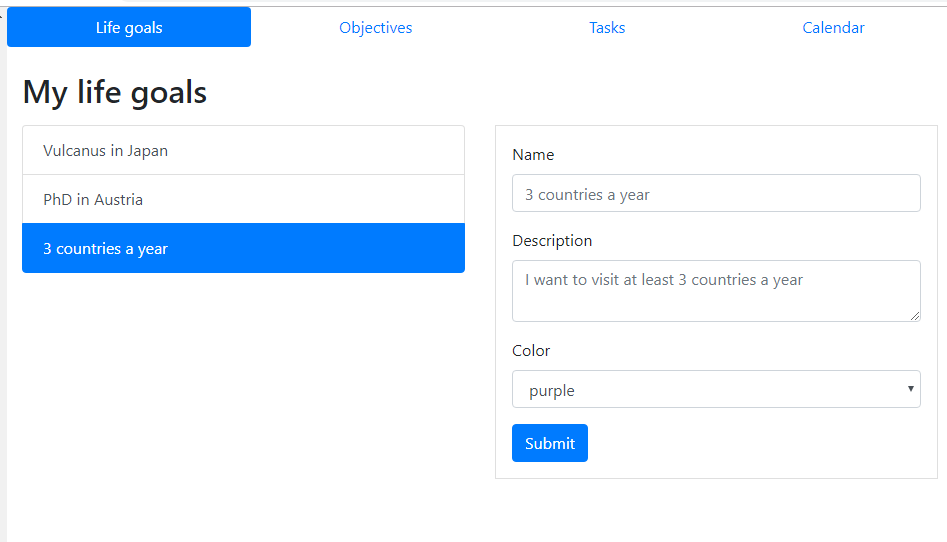 Life goals Objectives Tasks Calendar
My life goals
Vulcanus in Japan
PhD in Austria
3 countries a year
Name
3 countries a year
Description
I want to visit at least 3 countries a year
Color
purple
Submit